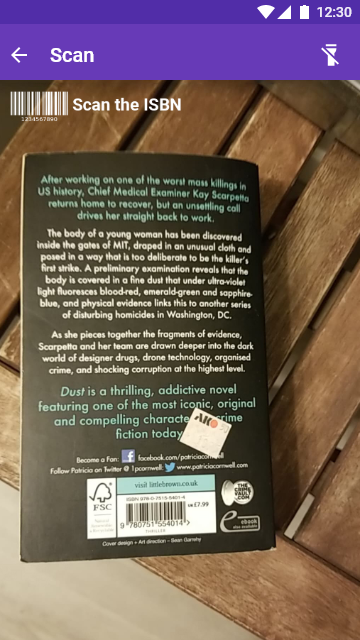 12:30
Scan
1234567890
Scan the ISBN
After working on one of the worst mass killings in
US history, Chief Medical Examiner Kay Scarpetta
returns home to recover, but an unsettling call
drives her straight back to work.
The body of a young woman has been discovered
inside the gates of MIT, draped in an unusual cloth and
posed in a way that is too deliberate to be the killer's
first strike. A preliminary examination reveals that the
body is covered in a fine dust that under ultra-violet
light fluoresces blood-red, emerald-green and sapphire-
blue, and physical evidence links this to another series
of disturbing homicides in Washington, DC.
As she pieces together the fragments of evidence,
Scarpetta and her team are drawn deeper into the dark
world of designer drugs, drone technology, organised
crime, and shocking corruption at the highest level.
Dust is a thrilling, addictive novel
featuring one of the most iconic, original
and compelling characte crime
fiction today
AKO
Become a Fan: facebook.com/patriciacornwell
Follow Patricia on Twitter @ 1pcornwell www.patriciacornwell.com
visit littlebrown.co.uk
FSC
ISBN 978-0-7515-5401-4
UK £7.99
9 780751 554014
THRILLER
THE CRIME VAULT.COM
ebook
also available
Cover design + Art direction – Sean Garrehy